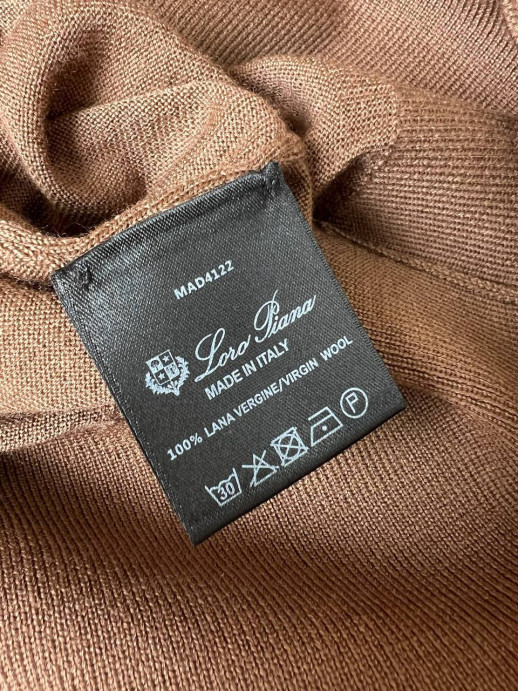 MAD4122
Loro Piana
MADE IN ITALY
100% LANA VERGINE/VIRGIN WOOL
30 P